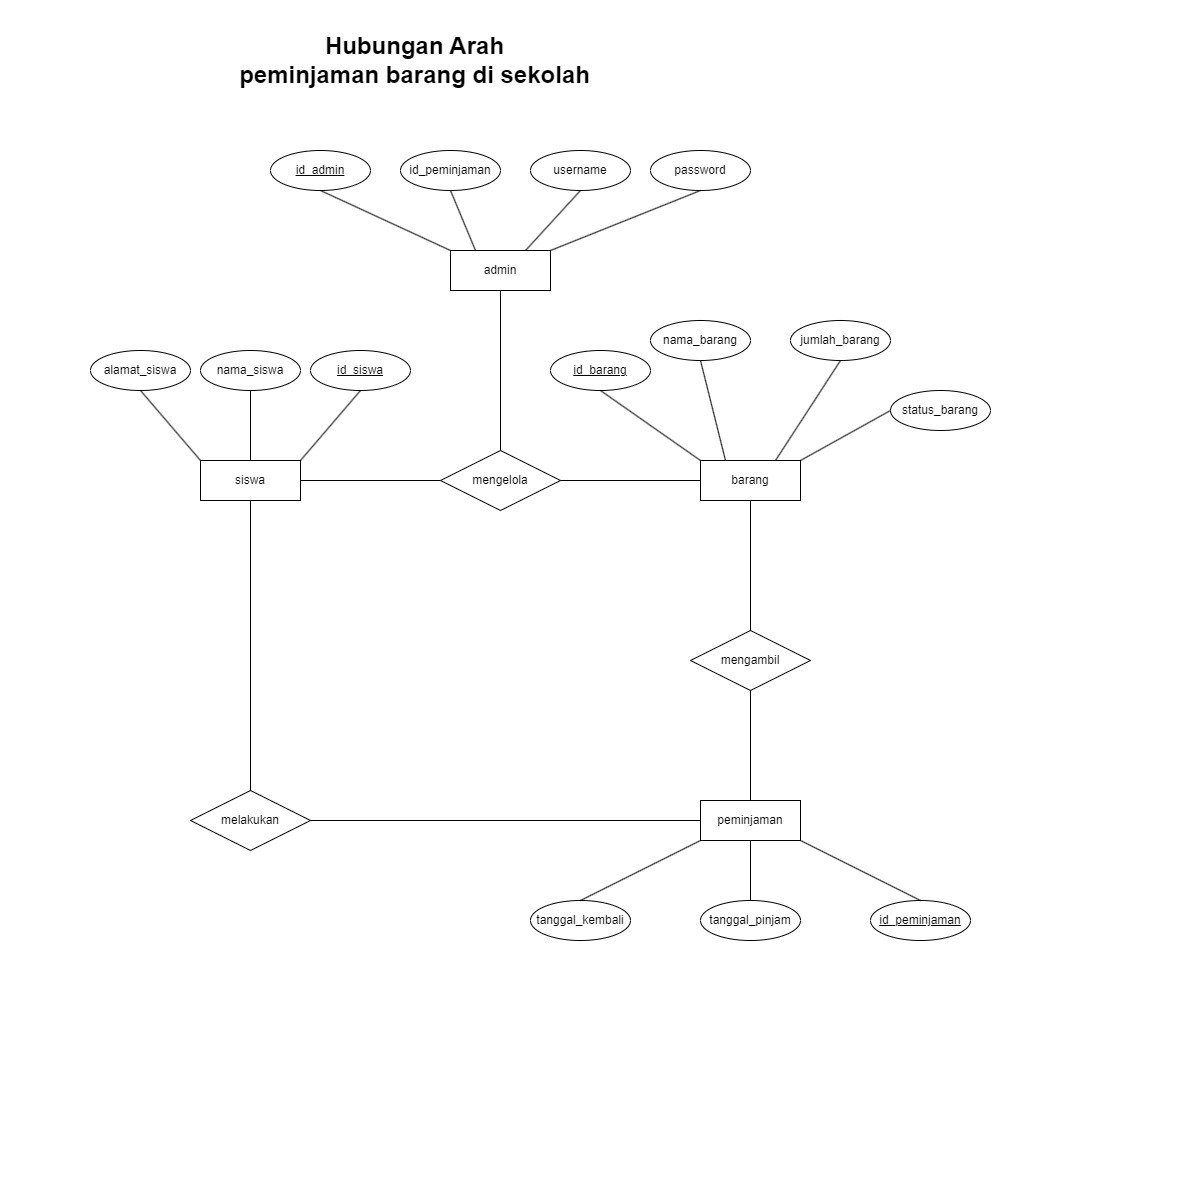 Hubungan Arah
peminjaman barang di sekolah
id_admin
id_peminjaman
username
password
admin
nama_barang
jumlah_barang
alamat_siswa
nama_siswa
id_siswa
id_barang
status_barang
siswa
mengelola
barang
mengambil
melakukan
peminjaman
tanggal_kembali
tanggal_pinjam
id_peminjaman